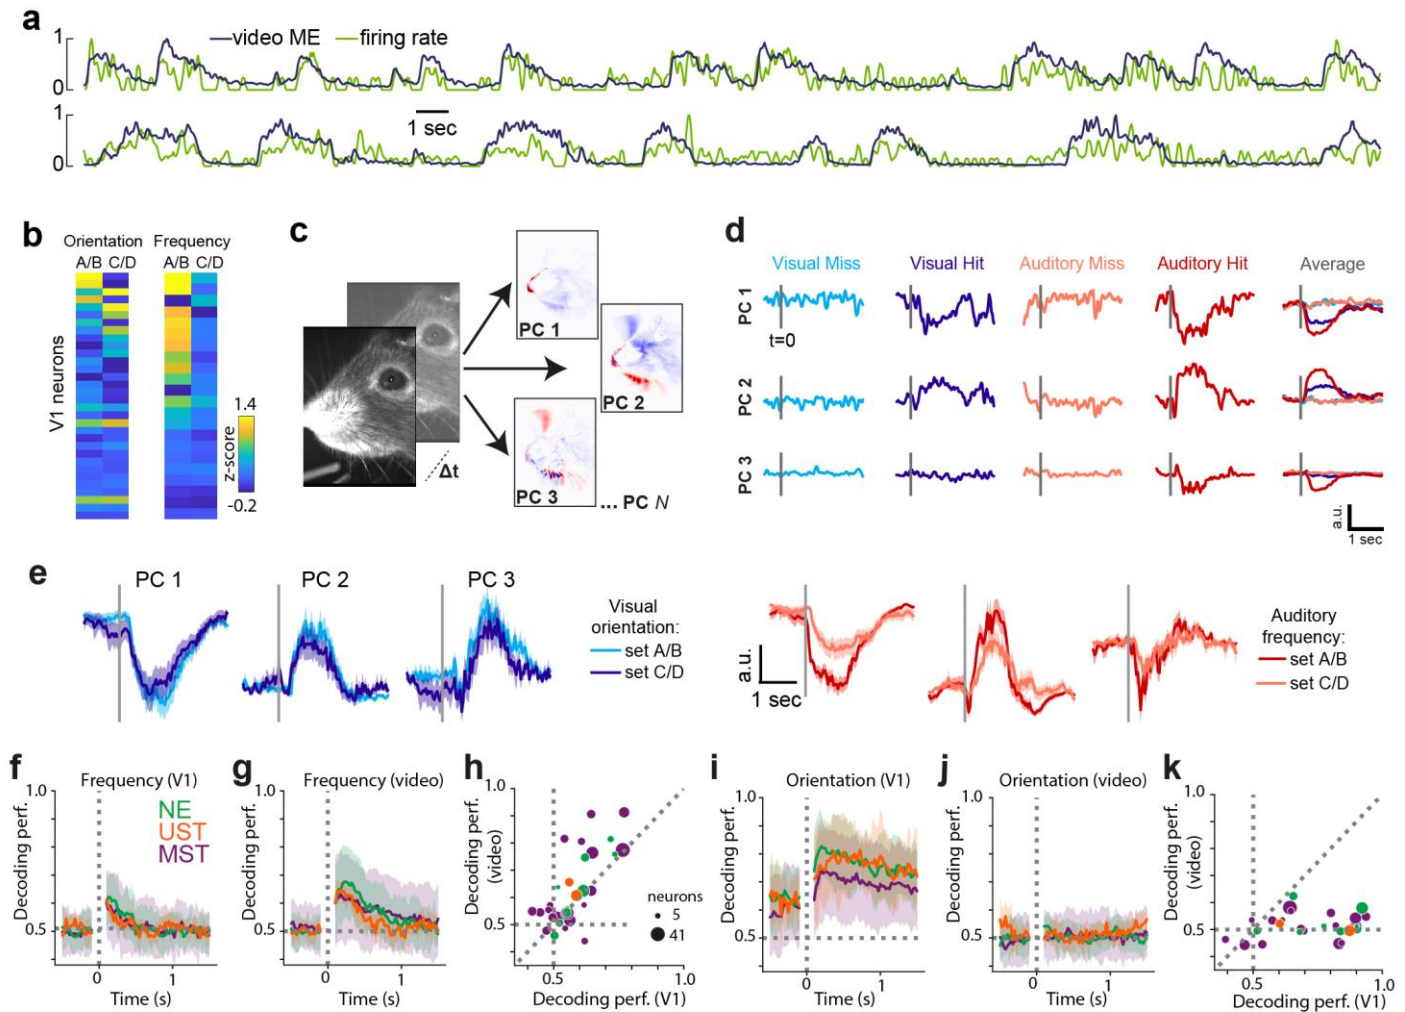 a
video ME
firing rate
1
0
1
0
1 sec
b
Orientation
Frequency
A/B C/D
A/B C/D
V1 neurons
z-score
1.4
-0.2
c
PC 1
PC 2
PC 3
... PC N
Δt
d
Visual Miss
Visual Hit
Auditory Miss
Auditory Hit
Average
PC 1
t=0
PC 2
PC 3
a.u.
1 sec
e
PC 1
PC 2
PC 3
Visual
orientation:
set A/B
set C/D
a.u.
1 sec
Auditory
frequency:
set A/B
set C/D
f
Frequency (V1)
Decoding perf.
1.0
0.5
NE
UST
MST
0
1
Time (s)
g
Frequency (video)
Decoding perf.
1.0
0.5
0
1
Time (s)
h
Decoding perf.
(video)
1.0
0.5
neurons
5
41
0.5
1.0
Decoding perf. (V1)
i
Orientation (V1)
Decoding perf.
1.0
0.5
0
1
Time (s)
j
Orientation (video)
Decoding perf.
1.0
0.5
0
1
Time (s)
k
Decoding perf.
(video)
1.0
0.5
0.5
1.0
Decoding perf. (V1)